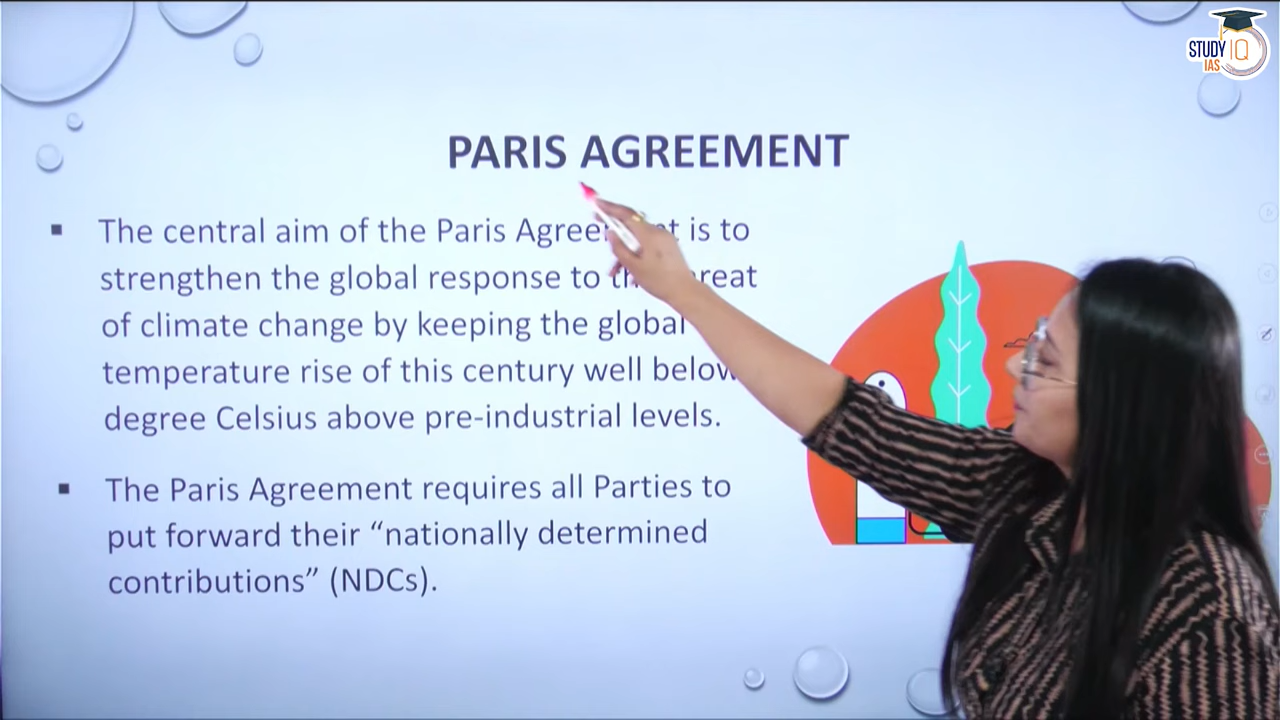 STUDY IQ
IAS
PARIS AGREEMENT
The central aim of the Paris is to
strengthen the global response to
of climate change by keeping the global
temperature rise of this century well below
degree Celsius above pre-industrial levels.
The Paris Agreement requires all Parties to
put forward their “nationally determined
contributions” (NDCs).